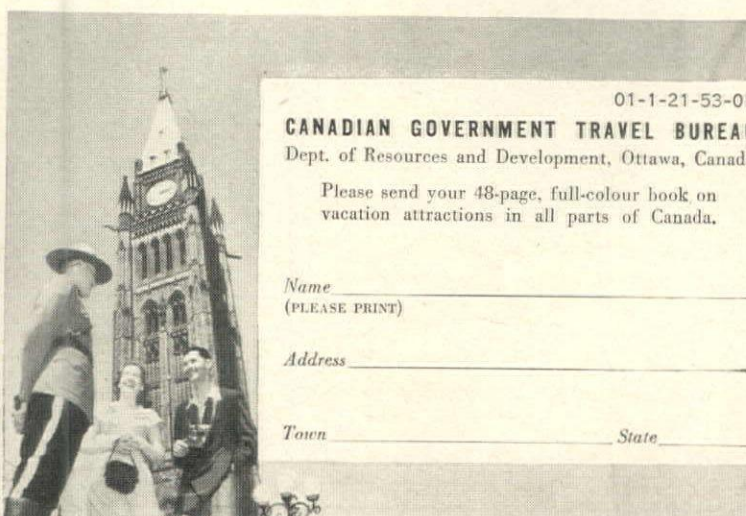 01-1-21-53-0
CANADIAN GOVERNMENT TRAVEL BUREA
Dept. of Resources and Development, Ottawa, Canad
Please send your 48-page, full-colour book on
vacation attractions in all parts of Canada.
Name
(PLEASE PRINT)
Address
Town State